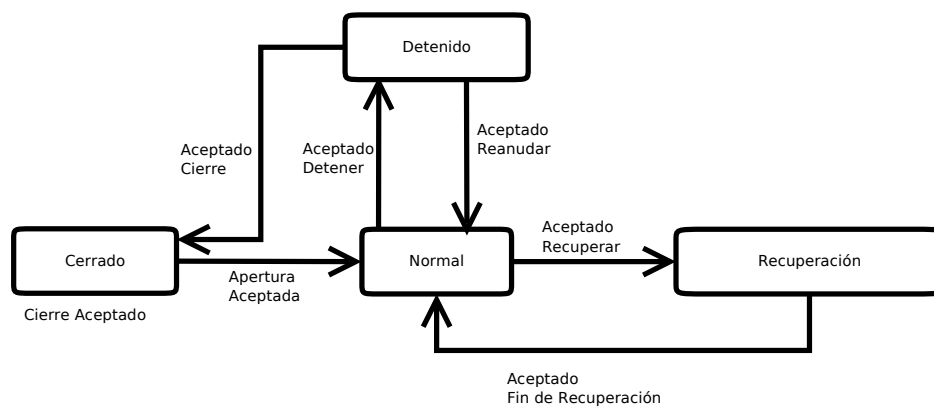 Detenido
Aceptado
Cierre
Aceptado
Detener
Aceptado
Reanudar
Cerrado
Apertura
Aceptada
Normal
Aceptado
Recuperar
Recuperación
Cierre Aceptado
Aceptado
Fin de Recuperación